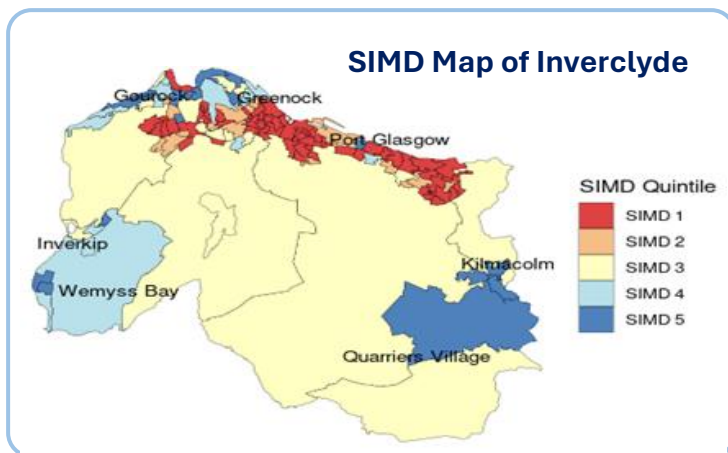 SIMD Map of Inverclyde
Gourock
Greenock
Port Glasgow
SIMD Quintile
SIMD 1
SIMD 2
SIMD 3
SIMD 4
SIMD 5
Inverkip
Kilmacolm
Wemyss Bay
Quarriers Village